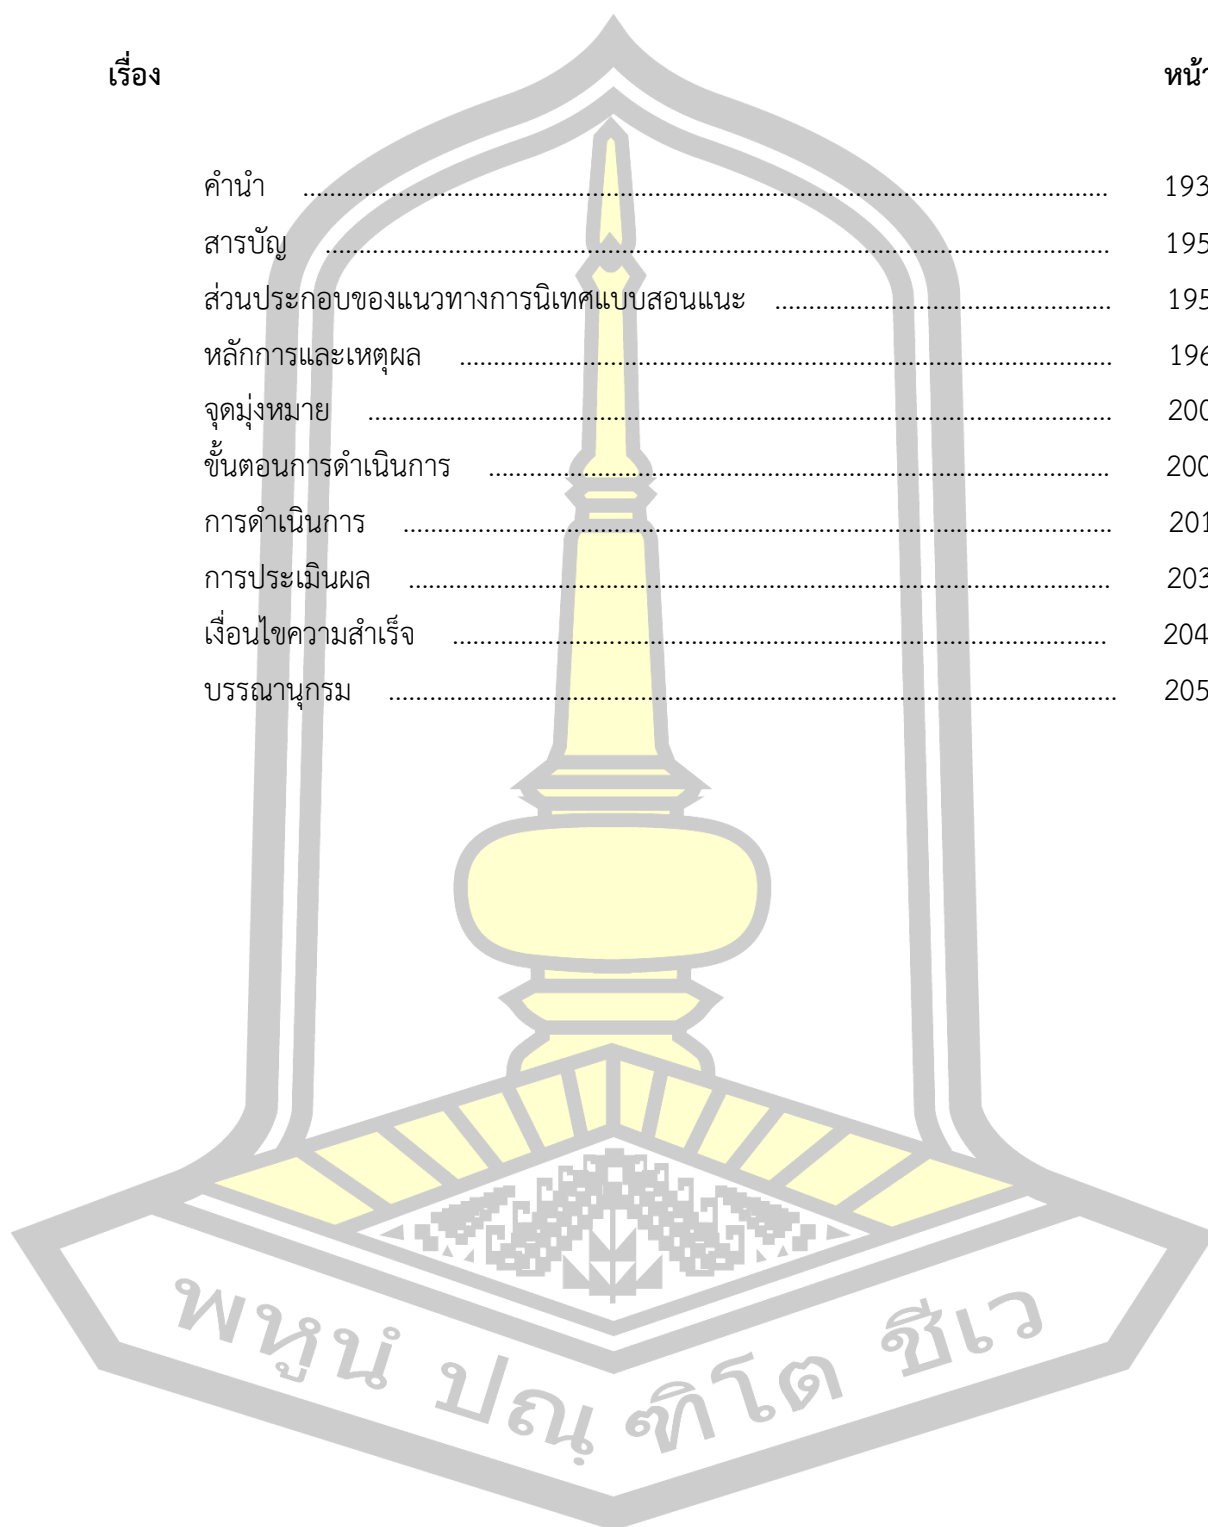 เรื่อง หน้า
คำนำ ........................................ 193
สารบัญ ........................................ 195
ส่วนประกอบของแนวทางการนิเทศแบบสอนแนะ ........................................ 195
หลักการและเหตุผล ........................................ 196
จุดมุ่งหมาย ........................................ 200
ขั้นตอนการดำเนินการ ........................................ 200
การดำเนินการ ........................................ 201
การประเมินผล ........................................ 203
เงื่อนไขความสำเร็จ ........................................ 204
บรรณานุกรม ........................................ 205
พหูนํ ปณฺฑิโต ชีเว